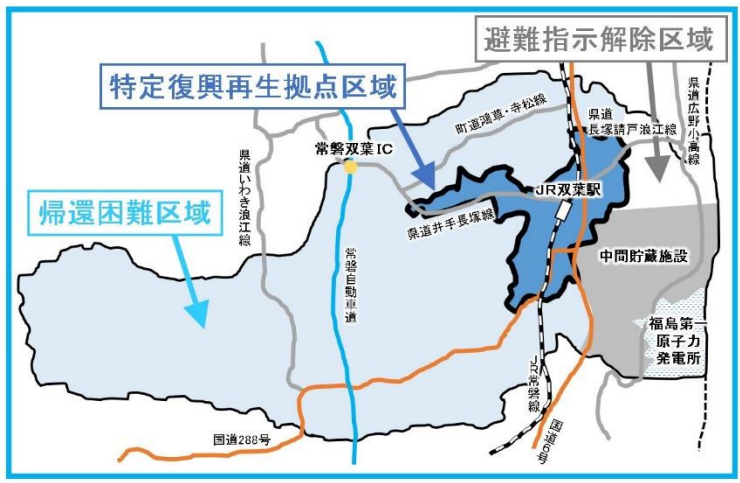 避難指示解除区域
特定復興再生拠点区域
県道広野小高線
町道鴻草・寺松線
県道
長塚請戸浪江線
常磐双葉IC
県道いわき浪江線
JR双葉駅
帰還困難区域
県道井手長塚線
中間貯蔵施設
常磐自動車道
福島第一
原子力
発電所
JR常磐線
国道288号
国道6号